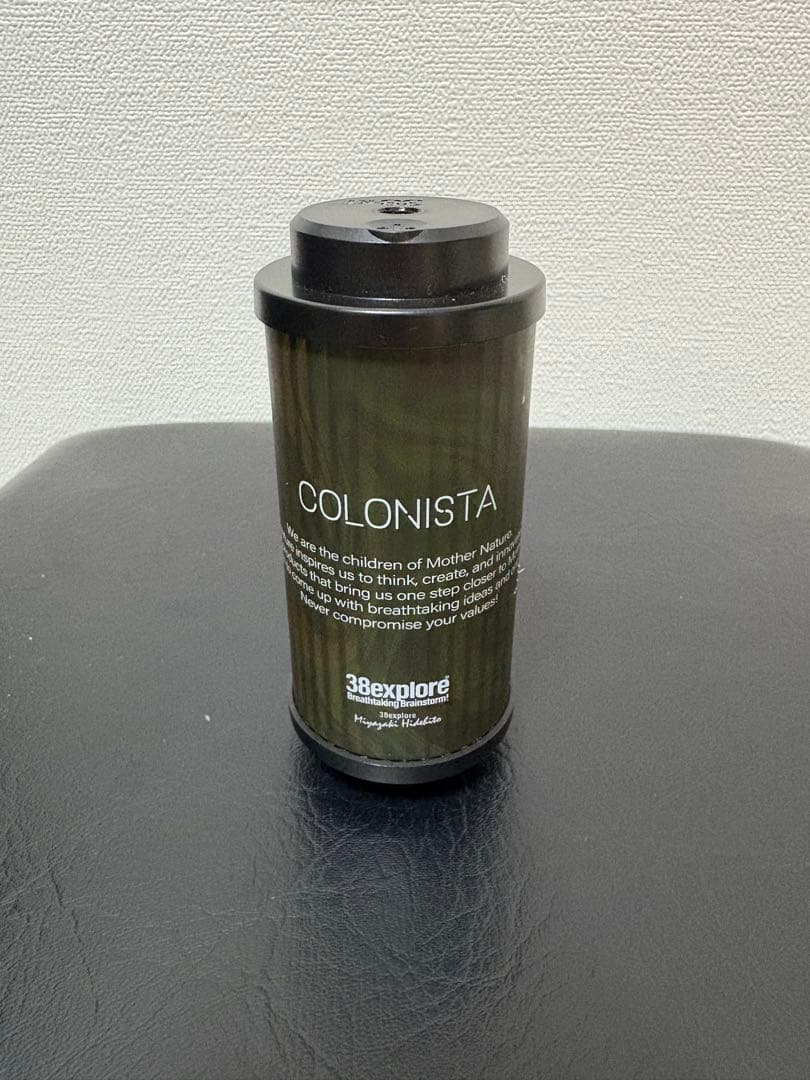 COLONISTA
We are the children of Mother Nature.
inspires us to think, create, and
that bring us one step closer to
come up with breathtaking ideas and
Never compromise your values!
38explore
Breathtaking Brainstorm!
38explore
Miyazaki Hidehito